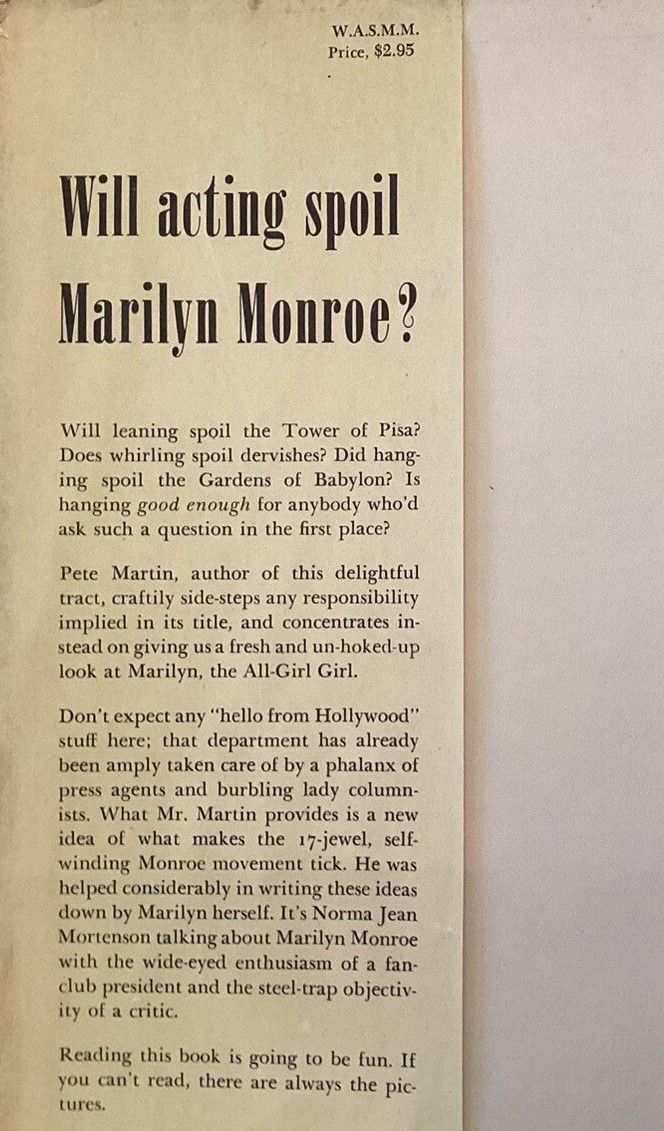 W.A.S.M.M.
Price, $2.95
Will acting spoil
Marilyn Monroe?
Will leaning spoil the Tower of Pisa?
Does whirling spoil dervishes? Did hang-
ing spoil the Gardens of Babylon? Is
hanging good enough for anybody who'd
ask such a question in the first place?
Pete Martin, author of this delightful
tract, craftily side-steps any responsibility
implied in its title, and concentrates in-
stead on giving us a fresh and un-hoked-up
look at Marilyn, the All-Girl Girl.
Don't expect any "hello from Hollywood"
stuff here; that department has already
been amply taken care of by a phalanx of
press agents and burbling lady column-
ists. What Mr. Martin provides is a new
idea of what makes the 17-jewel, self-
winding Monroe movement tick. He was
helped considerably in writing these ideas
down by Marilyn herself. It's Norma Jean
Mortenson talking about Marilyn Monroe
with the wide-eyed enthusiasm of a fan-
club president and the steel-trap objectiv-
ity of a critic.
Reading this book is going to be fun. If
you can't read, there are always the pic-
tures.